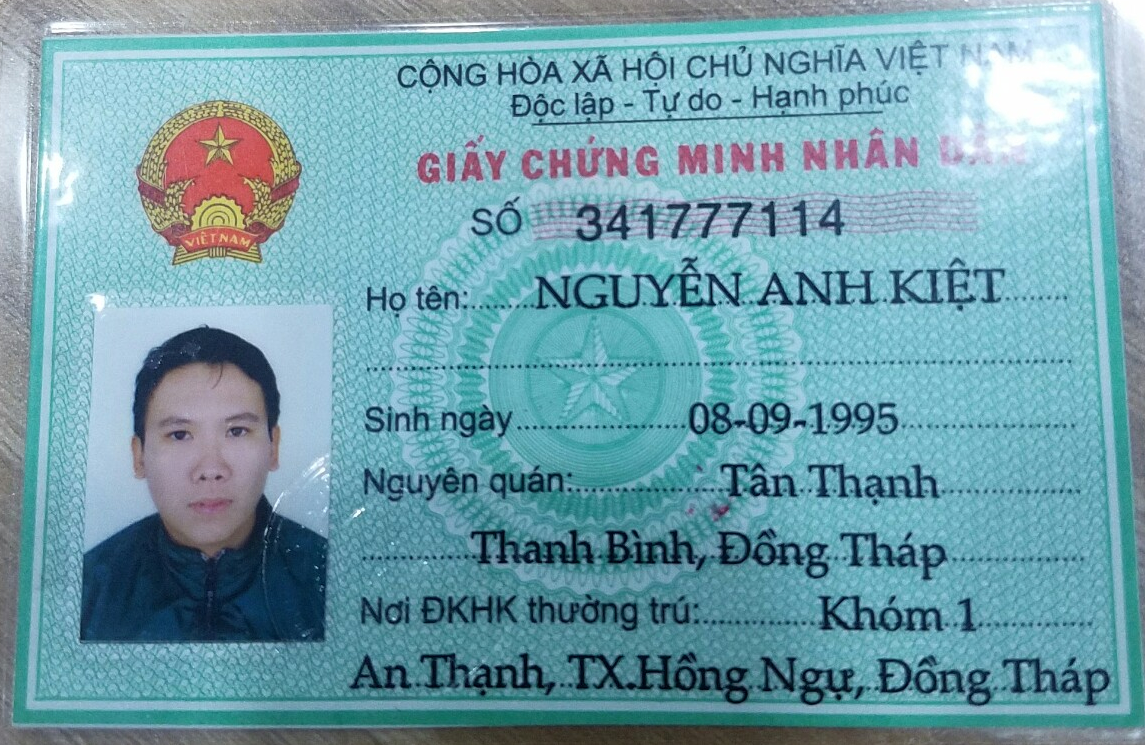 CỘNG HÒA XÃ HỘI CHỦ NGHĨA VIỆT NAM
Độc lập - Tự do - Hạnh phúc
GIẤY CHỨNG MINH NHÂN DÂN
SỐ 341777114
VIỆT NAM
Họ tên: NGUYỄN ANH KIỆT
Sinh ngày 08-09-1995
Nguyên quán: Tân Thạnh
Thanh Bình, Đồng Tháp
Nơi ĐKHK thường trú: Khóm 1
An Thạnh, TX.Hồng Ngự, Đồng Tháp